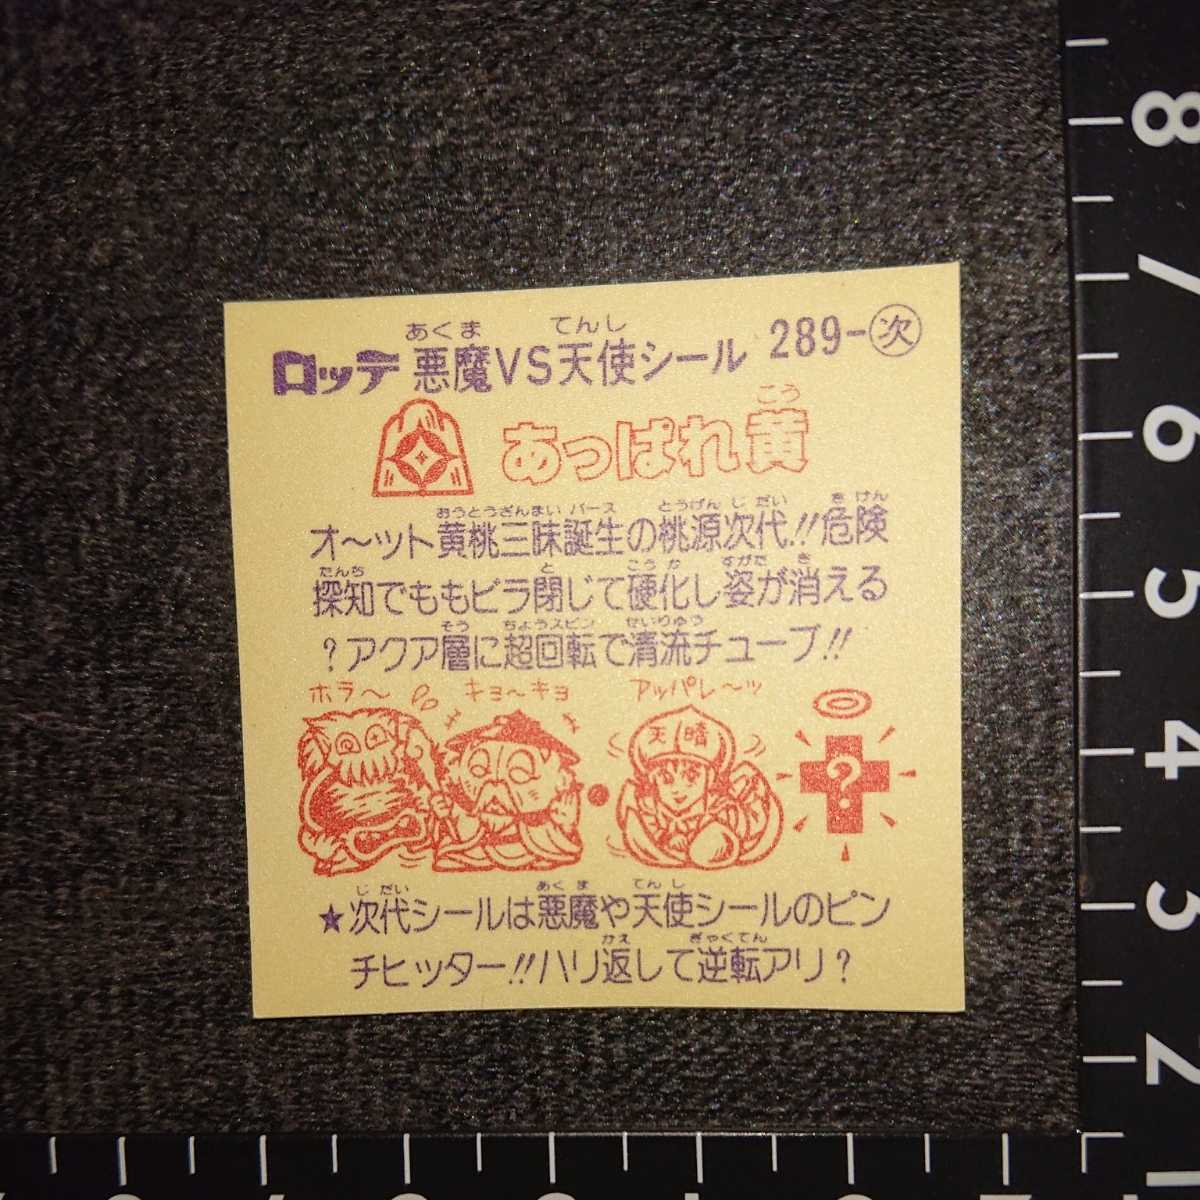 あくま てんし
ロッテ 悪魔VS天使シール 289-次
こう
あっぱれ黄
おうとうざんまい バース とうげん じ だい き けん
オ〜ット黄桃三昧誕生の桃源次代!!危険
たんち と こう か すがた き
探知でももビラ閉じて硬化し姿が消える
そう ちょうスピン せいりゅう
?アクア層に超回転で清流チューブ!!
ホラ〜 キョ〜キョ アッパレ〜ッ
天晴
?
じ だい あく ま てん し
★次代シールは悪魔や天使シールのピン
かえ ぎゃくてん
チヒッター!!ハリ返して逆転アリ?
8
7
6
5
4
3
2
1